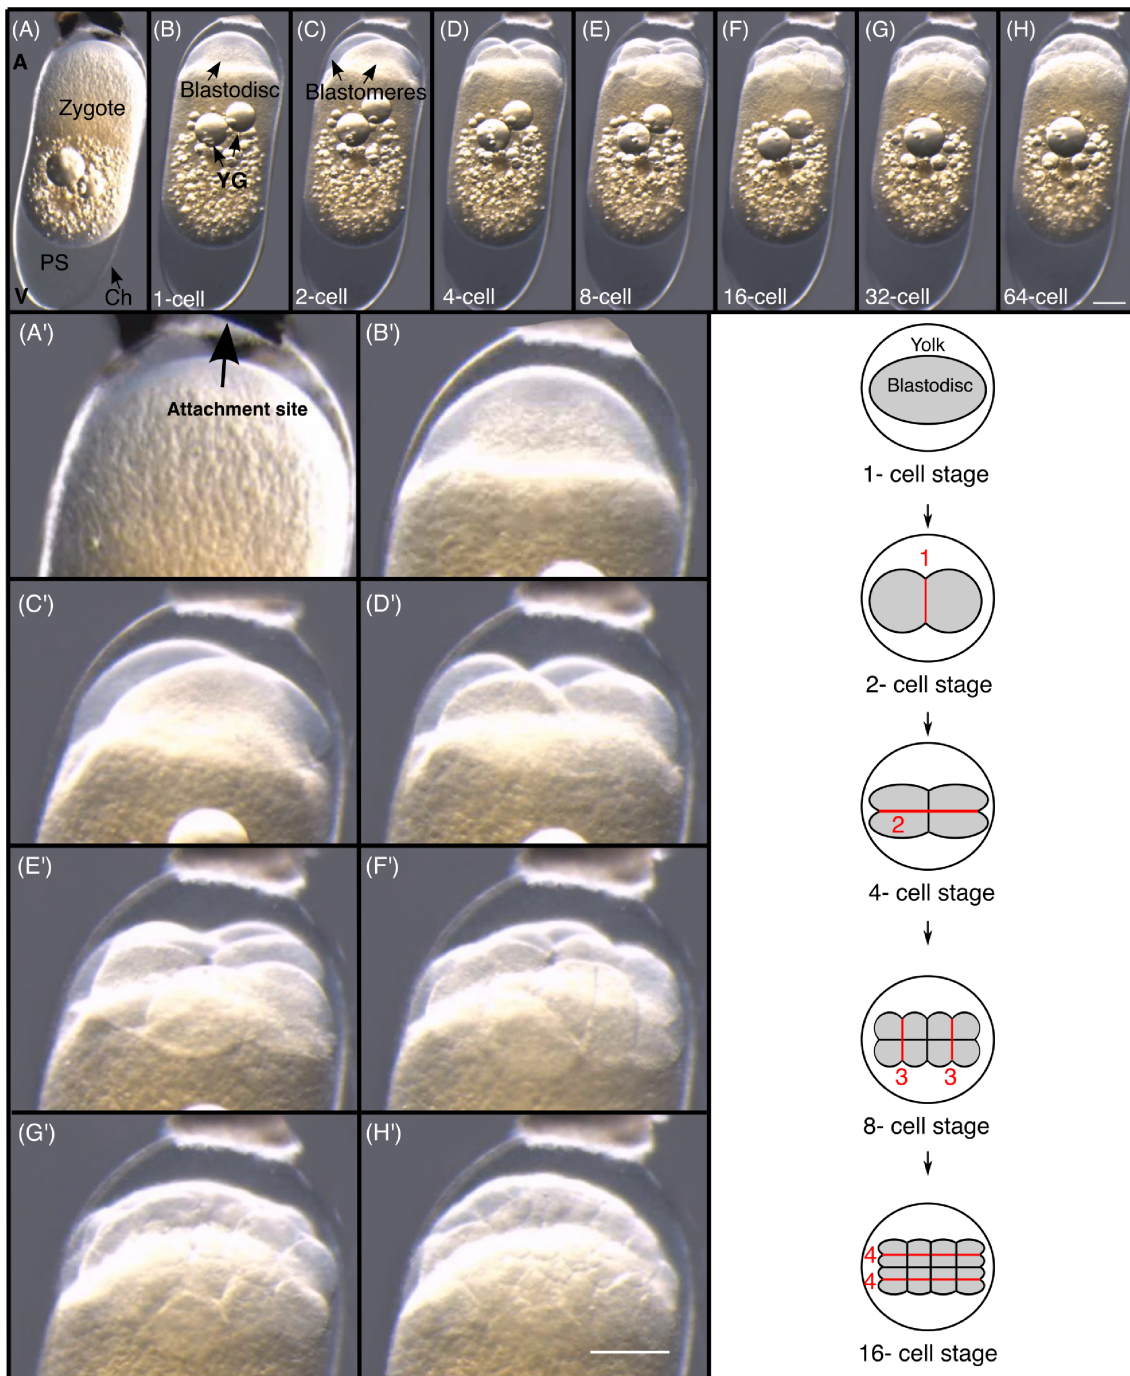 (A)
A
Zygote
PS
V
Ch
(B)
Blastodisc
YG
1-cell
(C)
Blastomeres
2-cell
(D)
4-cell
(E)
8-cell
(F)
16-cell
(G)
32-cell
(H)
64-cell
(A')
Attachment site
(B')
(C')
(D')
(E')
(F')
(G')
(H')
Yolk
Blastodisc
1- cell stage
1
2- cell stage
2
4- cell stage
3 3
8- cell stage
4
4
16- cell stage